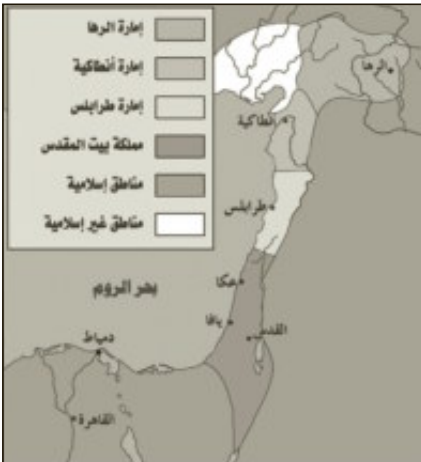 إمارة الرها
إمارة أنطاكية
إمارة طرابلس
مملكة بيت المقدس
مناطق إسلامية
مناطق غير إسلامية
الرها
أنطاكية
طرابلس
عكا
بحر الروم
يافا
القدس
دمياط
القاهرة